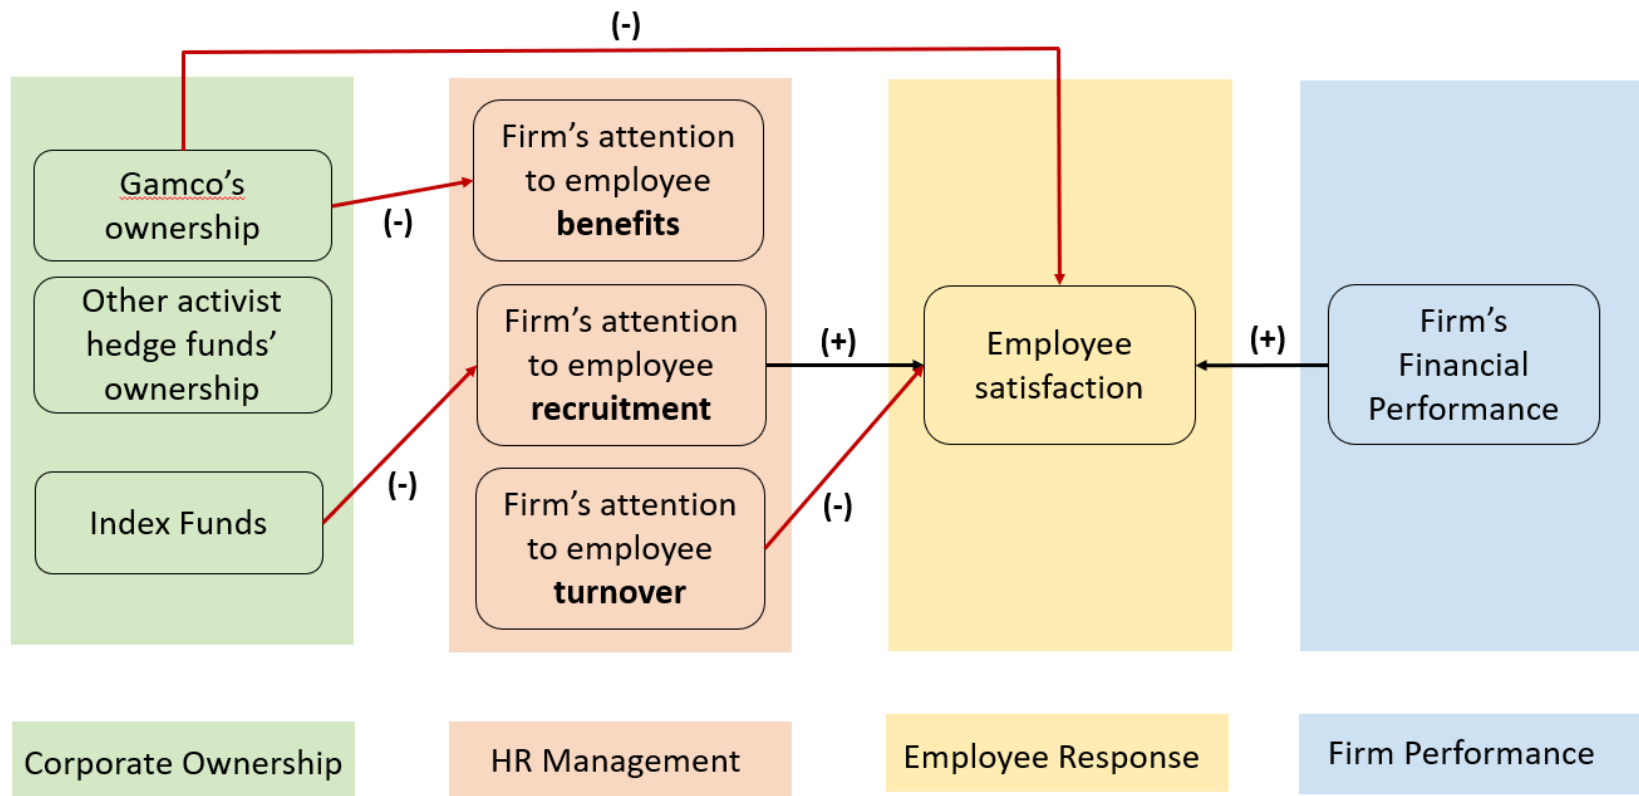 (-)
Gamco's
ownership
(-)
Other activist
hedge funds'
ownership
Index Funds
(-)
Firm's attention
to employee
benefits
Firm's attention
to employee
recruitment
(+)
Firm's attention
to employee
turnover
(-)
Employee
satisfaction
(+)
Firm's
Financial
Performance
Corporate Ownership
HR Management
Employee Response
Firm Performance